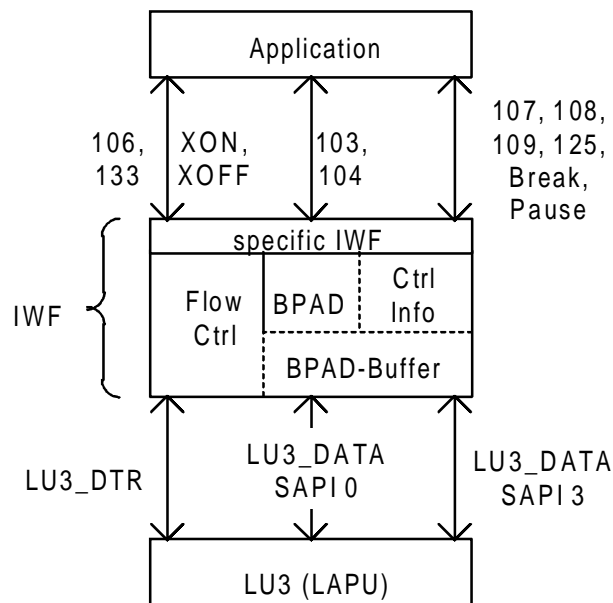 Application
106,
133
XON,
XOFF
103,
104
107, 108,
109, 125,
Break,
Pause
specific IWF
IWF
Flow
Ctrl
BPAD
Ctrl
Info
BPAD-Buffer
LU3_DTR
LU3_DATA
SAPI 0
LU3_DATA
SAPI 3
LU3 (LAPU)